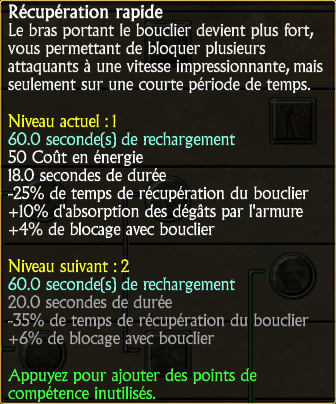 Récupération rapide
Le bras portant le bouclier devient plus fort,
vous permettant de bloquer plusieurs
attaquants à une vitesse impressionnante, mais
seulement sur une courte période de temps.
Niveau actuel : 1
60.0 seconde(s) de rechargement
50 Coût en énergie
18.0 secondes de durée
-25% de temps de récupération du bouclier
+10% d'absorption des dégâts par l'armure
+4% de blocage avec bouclier
Niveau suivant : 2
60.0 seconde(s) de rechargement
20.0 secondes de durée
-35% de temps de récupération du bouclier
+6% de blocage avec bouclier
Appuyez pour ajouter des points de
compétence inutilisés.